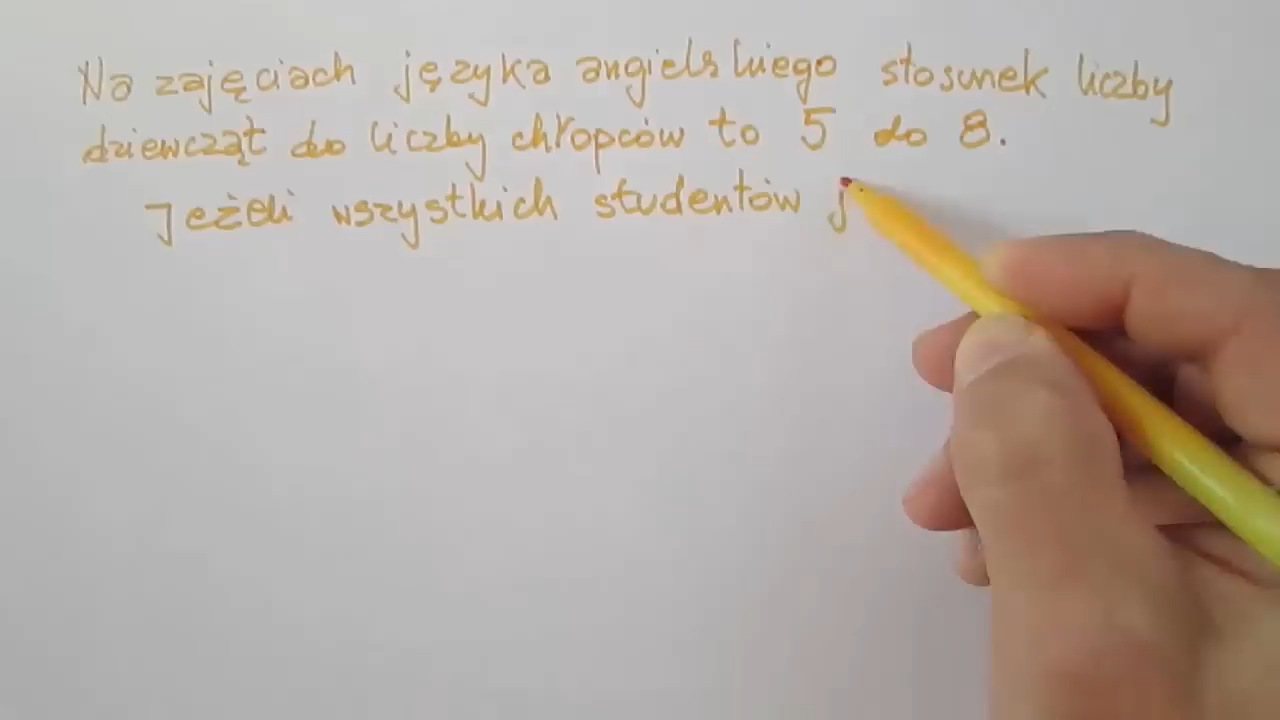 Na zajęciach języka angielskiego stosunek liczby
dziewcząt do liczby chłopców to 5 do 8.
Jeżeli wszystkich studentów j